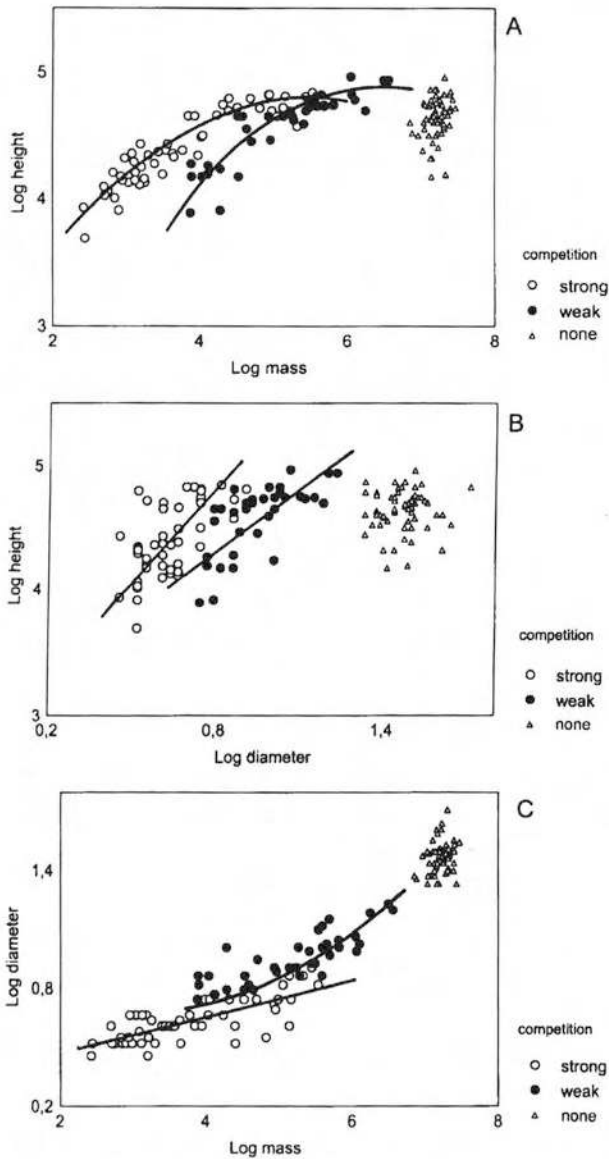 A
5
4
3
Log height
2
4
6
8
Log mass
competition
strong
weak
none
B
5
4
3
Log height
0,2
0,8
1,4
Log diameter
competition
strong
weak
none
C
1,4
0,8
0,2
Log diameter
2
4
6
8
Log mass
competition
strong
weak
none